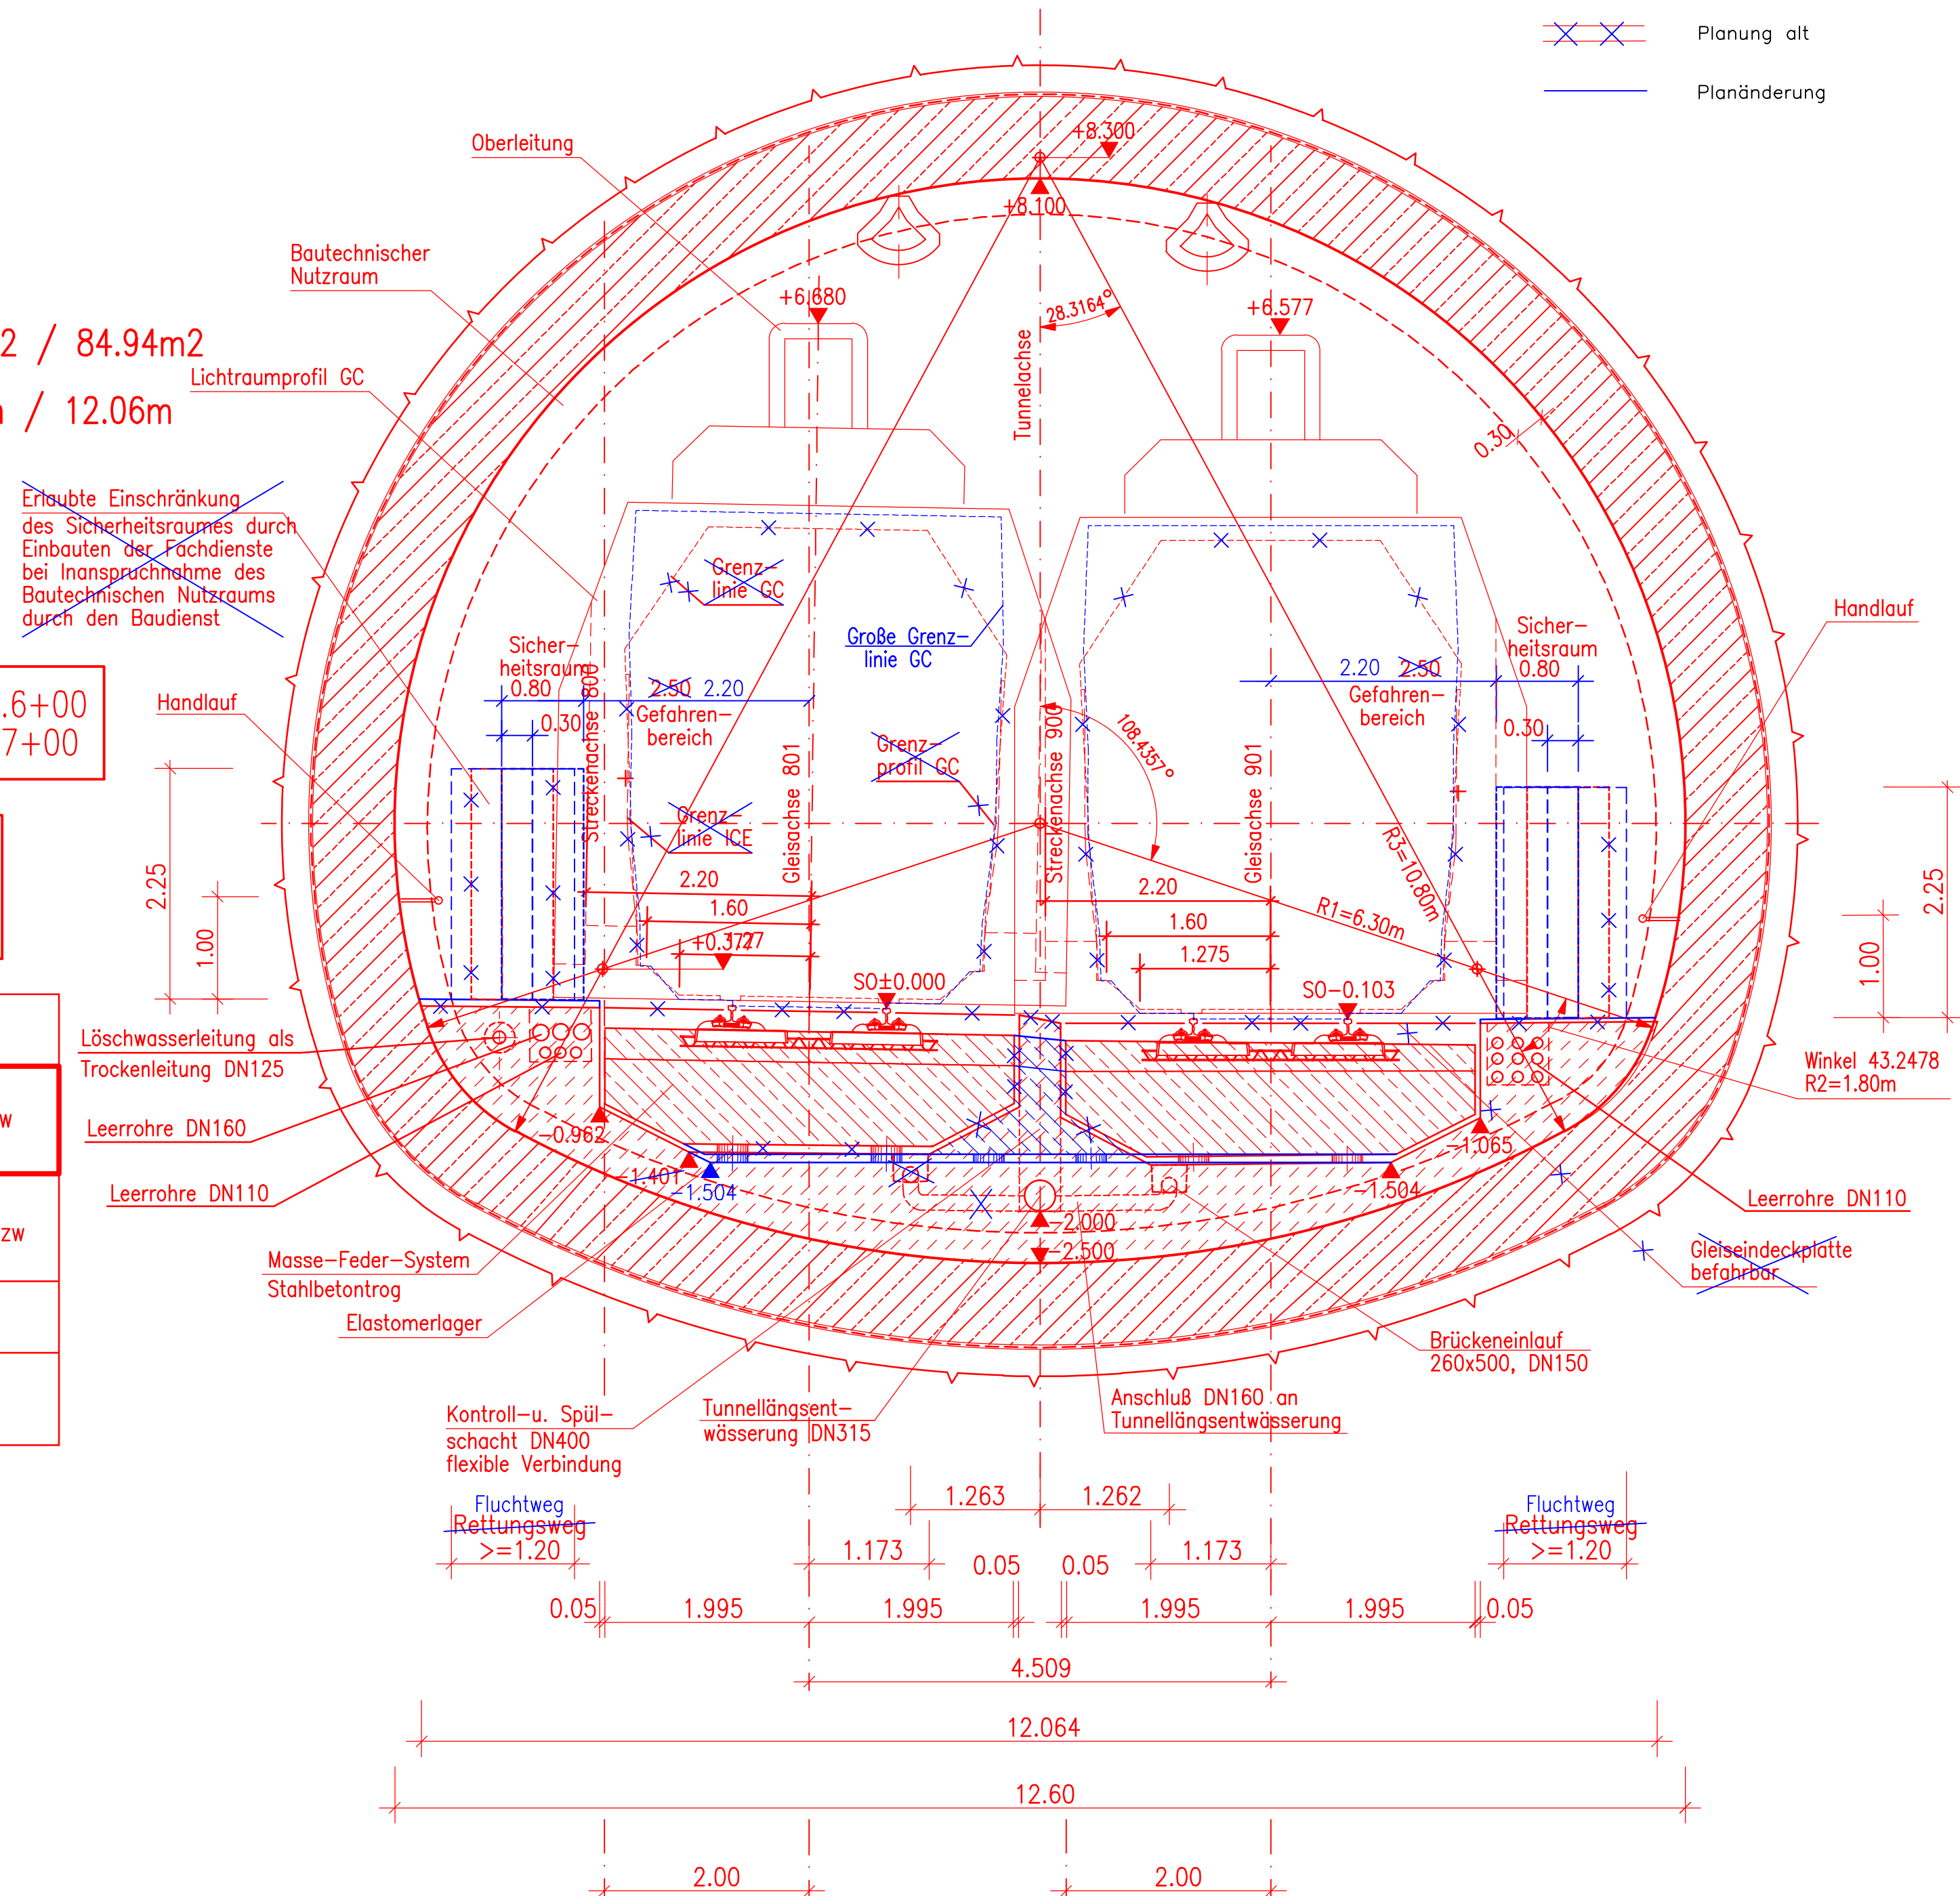 Planung alt
Planänderung
+8.300
Oberleitung
+8.100
Bautechnischer
Nutzraum
+6.680
+6.577
28.3164°
2 / 84.94m2
Lichtraumprofil GC
/ 12.06m
Tunnelachse
0.30
Erlaubte Einschränkung
des Sicherheitsraumes durch
Einbauten der Fachdienste
bei Inanspruchnahme des
Bautechnischen Nutzraums
durch den Baudienst
Grenz-
linie GC
Große Grenz-
linie GC
Handlauf
Sicher-
heitsraum
0.80
2.50 2.20
Gefahren-
bereich
0.30
Sicher-
heitsraum
2.20 2.50 0.80
Gefahren-
bereich
0.30
.6+00
7+00
Handlauf
Streckenachse 800
Gleisachse 801
Streckenachse 900
Gleisachse 901
108.4357°
Grenz-
profil GC
Grenz-
linie ICE
R3=10.80m
R1=6.30m
2.25
1.00
2.20
1.60
1.27
+0.377
2.20
1.60
1.275
2.25
1.00
SO±0.000
SO-0.103
Löschwasserleitung als
Trockenleitung DN125
Winkel 43.2478
R2=1.80m
w
Leerrohre DN160
-0.962
-1.065
-1.401
-1.504
-1.504
Leerrohre DN110
Leerrohre DN110
-2.000
-2.500
zw
Masse-Feder-System
Stahlbetontrog
Gleiseindeckplatte
befahrbar
Elastomerlager
Brückeneinlauf
260x500, DN150
Kontroll-u. Spül-
schacht DN400
flexible Verbindung
Tunnellängsent-
wässerung DN315
Anschluß DN160 an
Tunnellängsentwässerung
1.263
1.262
Fluchtweg
Rettungsweg
>=1.20
Fluchtweg
Rettungsweg
>=1.20
1.173
0.05
0.05
1.173
0.05
1.995
1.995
1.995
1.995
0.05
4.509
12.064
12.60
2.00
2.00